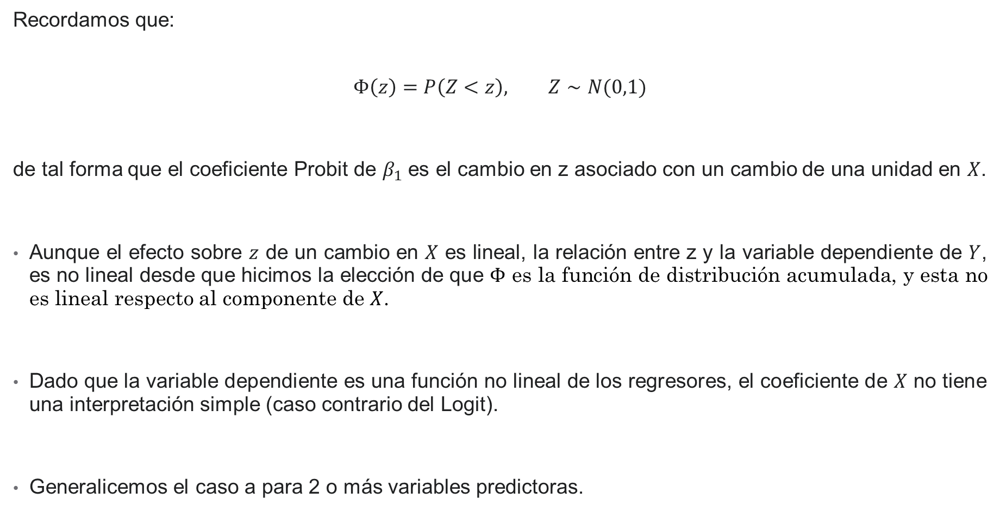 Recordamos que:
Φ(z) = P(Z < z),  Z ~ N(0,1)
de tal forma que el coeficiente Probit de β₁ es el cambio en z asociado con un cambio de una unidad en X.
• Aunque el efecto sobre z de un cambio en X es lineal, la relación entre z y la variable dependiente de Y,
es no lineal desde que hicimos la elección de que Φ es la función de distribución acumulada, y esta no
es lineal respecto al componente de X.
• Dado que la variable dependiente es una función no lineal de los regresores, el coeficiente de X no tiene
una interpretación simple (caso contrario del Logit).
• Generalicemos el caso a para 2 o más variables predictoras.